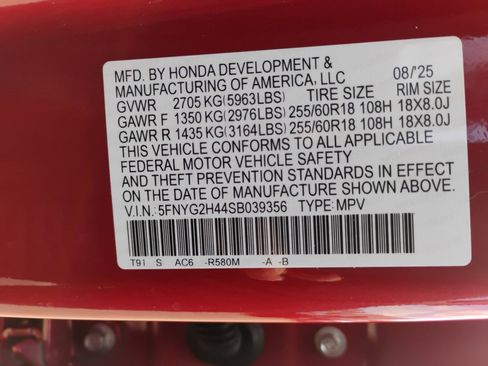 MFD. BY HONDA DEVELOPMENT &
MANUFACTURING OF AMERICA, LLC 08/'25
GVWR 2705 KG(5963LBS) TIRE SIZE RIM SIZE
GAWR F 1350 KG(2976LBS) 255/60R18 108H 18X8.0J
GAWR R 1435 KG(3164LBS) 255/60R18 108H 18X8.0J
THIS VEHICLE CONFORMS TO ALL APPLICABLE
FEDERAL MOTOR VEHICLE SAFETY
AND THEFT PREVENTION STANDARDS IN EFFECT
ON THE DATE OF MANUFACTURE SHOWN ABOVE.
V.I.N.: 5FNYG2H44SB039356 TYPE: MPV
T91 S AC6 -R580M -A -B